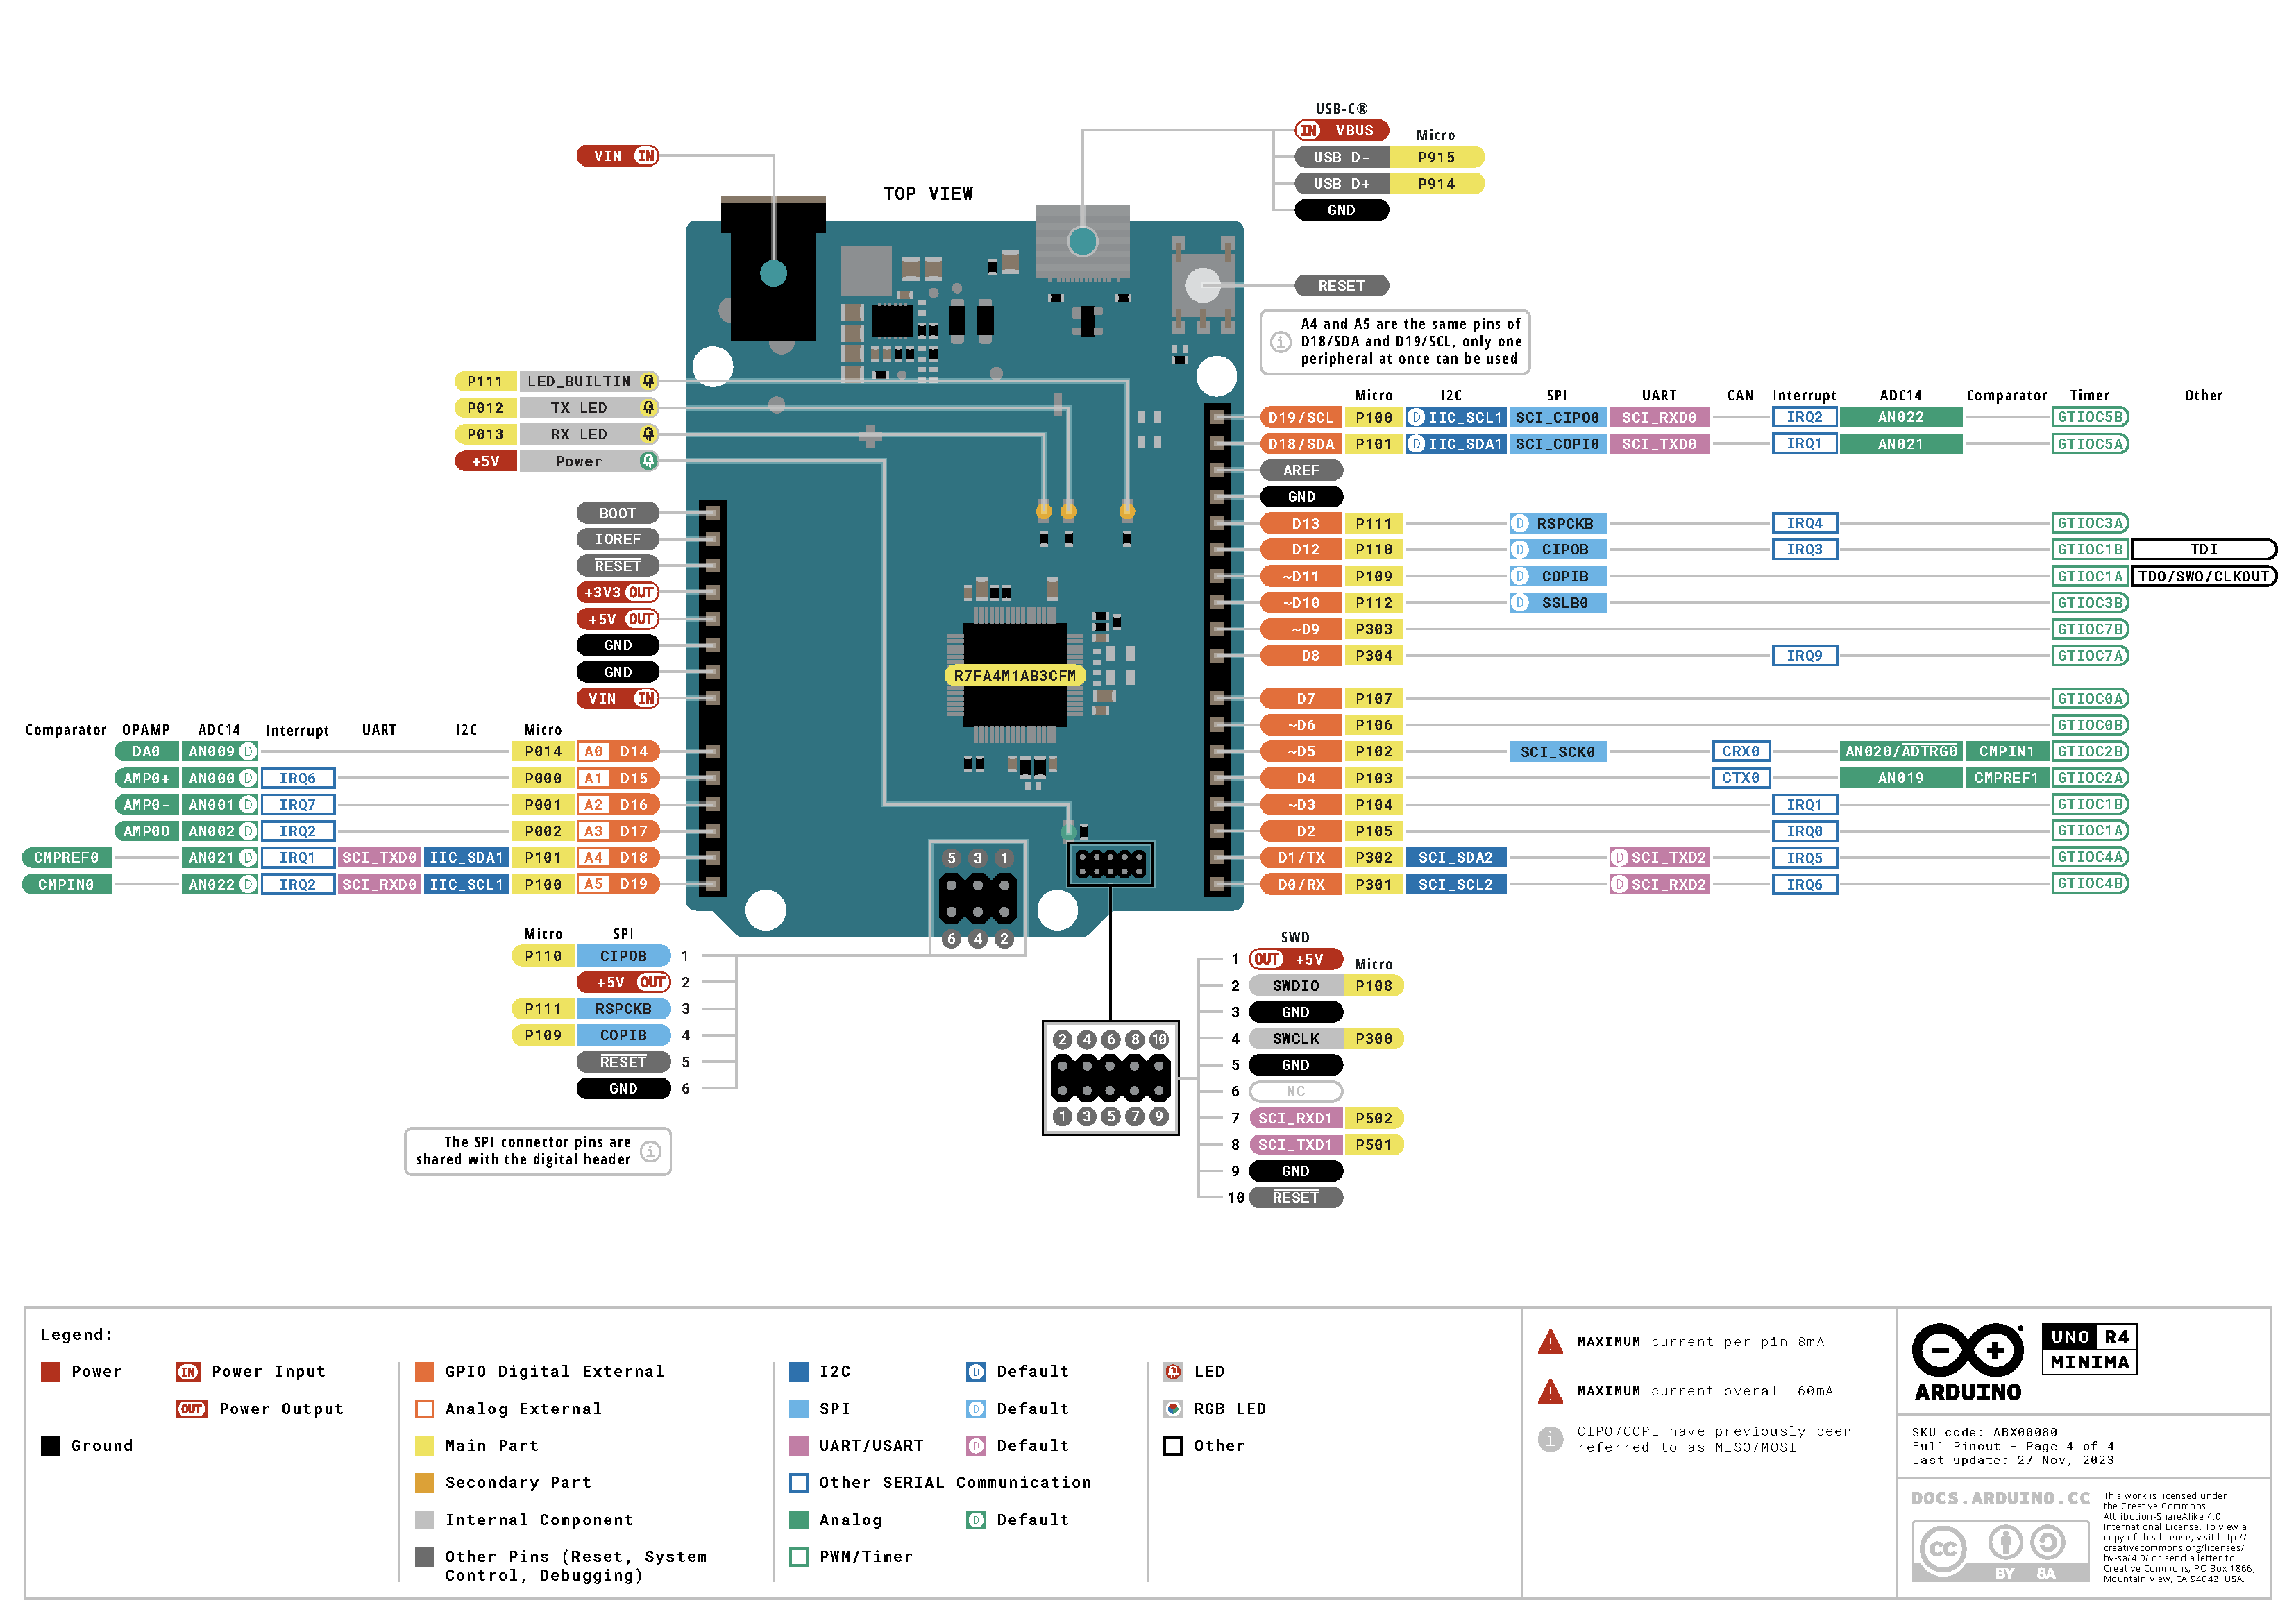 USB-C®
IN VBUS
Micro
USB D- P915
USB D+ P914
GND
VIN IN
TOP VIEW
RESET
A4 and A5 are the same pins of
D18/SDA and D19/SCL, only one
peripheral at once can be used
P111 LED_BUILTIN
P012 TX LED
P013 RX LED
+5V Power
BOOT
IOREF
RESET
+3V3 OUT
+5V OUT
GND
GND
VIN IN
Comparator OPAMP ADC14 Interrupt UART I2C Micro
DA0 AN009 D P014 A0 D14
AMP0+ AN000 D IRQ6 P000 A1 D15
AMP0- AN001 D IRQ7 P001 A2 D16
AMP0O AN002 D IRQ2 P002 A3 D17
CMPREF0 AN021 D IRQ1 SCI_TXD0 IIC_SDA1 P101 A4 D18
CMPIN0 AN022 D IRQ2 SCI_RXD0 IIC_SCL1 P100 A5 D19
R7FA4M1AB3CFM
Micro I2C SPI UART CAN Interrupt ADC14 Comparator Timer Other
D19/SCL P100 D IIC_SCL1 SCI_CIPO0 SCI_RXD0 IRQ2 AN022 GTIOC5B
D18/SDA P101 D IIC_SDA1 SCI_COPI0 SCI_TXD0 IRQ1 AN021 GTIOC5A
AREF
GND
D13 P111 D RSPCKB IRQ4 GTIOC3A
D12 P110 D CIPOB IRQ3 GTIOC1B TDI
~D11 P109 D COPIB GTIOC1A TDO/SWO/CLKOUT
~D10 P112 D SSLB0 GTIOC3B
~D9 P303 GTIOC7B
D8 P304 IRQ9 GTIOC7A
D7 P107 GTIOC0A
~D6 P106 GTIOC0B
~D5 P102 SCI_SCK0 CRX0 AN020/ADTRG0 CMPIN1 GTIOC2B
D4 P103 CTX0 AN019 CMPREF1 GTIOC2A
~D3 P104 IRQ1 GTIOC1B
D2 P105 IRQ0 GTIOC1A
D1/TX P302 SCI_SDA2 D SCI_TXD2 IRQ5 GTIOC4A
D0/RX P301 SCI_SCL2 D SCI_RXD2 IRQ6 GTIOC4B
5 3 1
6 4 2
Micro SPI
P110 CIPOB 1
+5V OUT 2
P111 RSPCKB 3
P109 COPIB 4
RESET 5
GND 6
The SPI connector pins are
shared with the digital header
2 4 6 8 10
1 3 5 7 9
SWD
1 OUT +5V
Micro
2 SWDIO P108
3 GND
4 SWCLK P300
5 GND
6 NC
7 SCI_RXD1 P502
8 SCI_TXD1 P501
9 GND
10 RESET
Legend:
Power
IN Power Input
OUT Power Output
Ground
GPIO Digital External
Analog External
Main Part
Secondary Part
Internal Component
Other Pins (Reset, System
Control, Debugging)
I2C D Default
SPI D Default
UART/USART D Default
Other SERIAL Communication
Analog D Default
PWM/Timer
LED
RGB LED
Other
MAXIMUM current per pin 8mA
MAXIMUM current overall 60mA
CIPO/COPI have previously been
referred to as MISO/MOSI
ARDUINO
UNO R4
MINIMA
SKU code: ABX00080
Full Pinout - Page 4 of 4
Last update: 27 Nov, 2023
DOCS.ARDUINO.CC
CC
BY SA
This work is licensed under
the Creative Commons
Attribution-ShareAlike 4.0
International License. To view a
copy of this license, visit http://
creativecommons.org/licenses/
by-sa/4.0/ or send a letter to
Creative Commons, PO Box 1866,
Mountain View, CA 94042, USA.